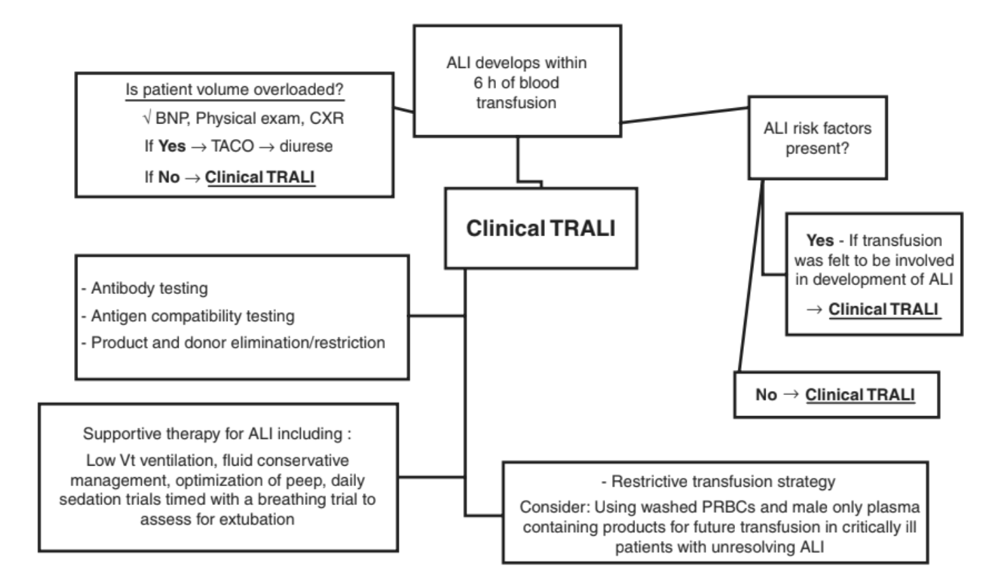 ALI develops within
6 h of blood
transfusion
Is patient volume overloaded?
√ BNP, Physical exam, CXR
If Yes → TACO → diurese
If No → Clinical TRALI
ALI risk factors
present?
Clinical TRALI
Yes - If transfusion
was felt to be involved
in development of ALI
→ Clinical TRALI
- Antibody testing
- Antigen compatibility testing
- Product and donor elimination/restriction
No → Clinical TRALI
Supportive therapy for ALI including :
Low Vt ventilation, fluid conservative
management, optimization of peep, daily
sedation trials timed with a breathing trial to
assess for extubation
- Restrictive transfusion strategy
Consider: Using washed PRBCs and male only plasma
containing products for future transfusion in critically ill
patients with unresolving ALI